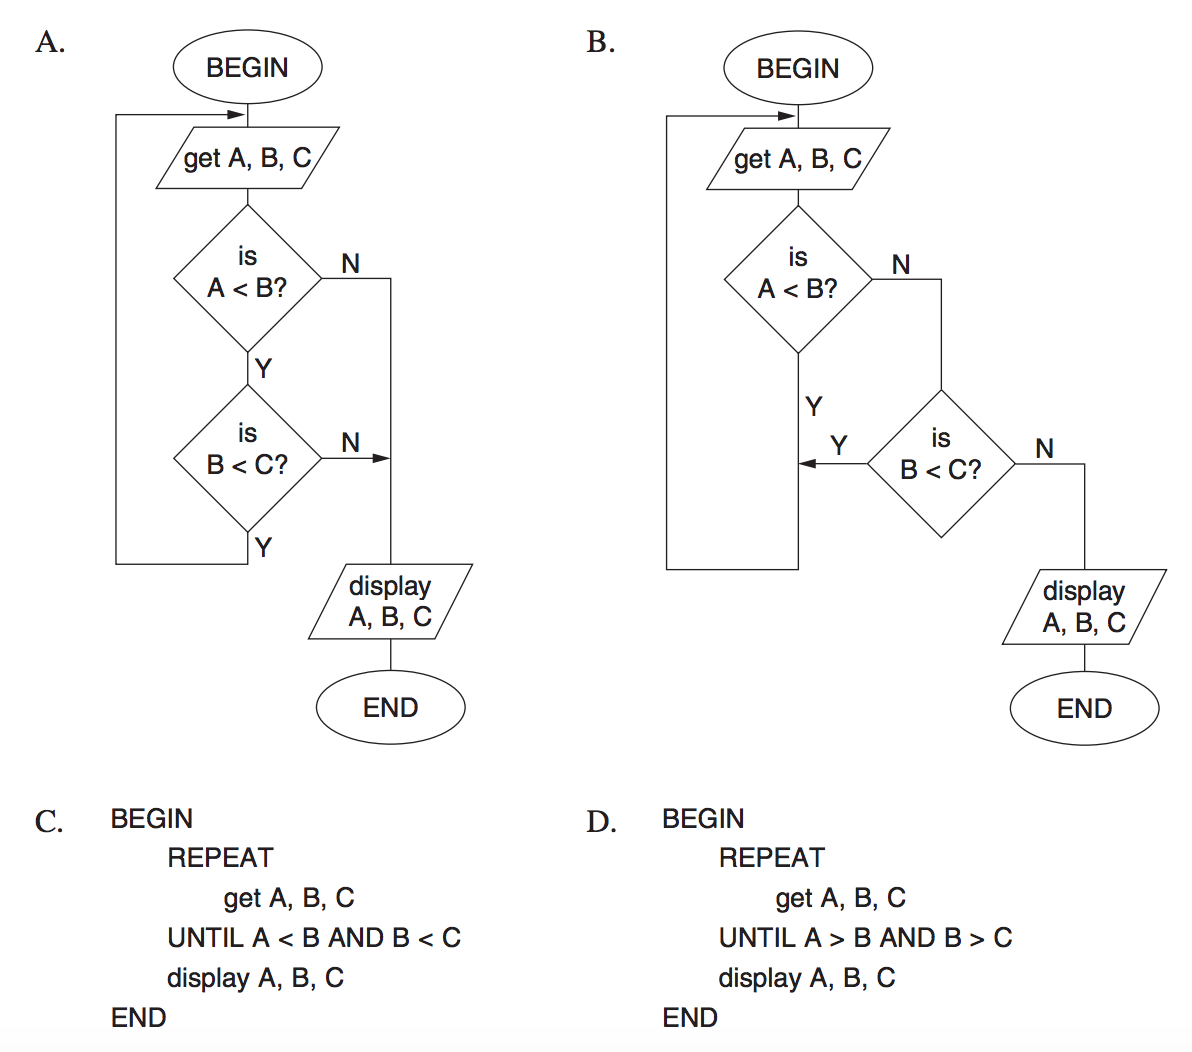 A.
BEGIN
get A, B, C
is
A < B?
N
Y
is
B < C?
N
Y
display
A, B, C
END
B.
BEGIN
get A, B, C
is
A < B?
N
Y
Y
is
B < C?
N
display
A, B, C
END
C.
BEGIN
REPEAT
get A, B, C
UNTIL A < B AND B < C
display A, B, C
END
D.
BEGIN
REPEAT
get A, B, C
UNTIL A > B AND B > C
display A, B, C
END